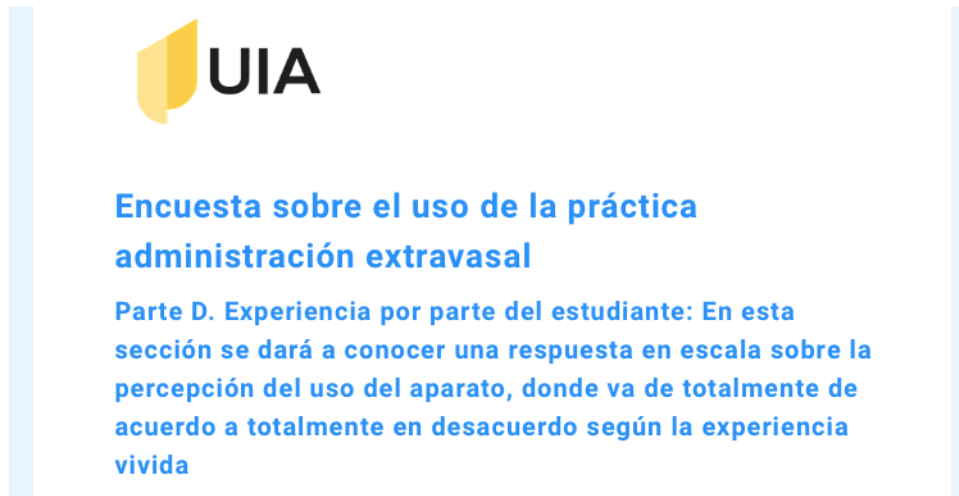 UIA
Encuesta sobre el uso de la práctica
administración extravasal
Parte D. Experiencia por parte del estudiante: En esta
sección se dará a conocer una respuesta en escala sobre la
percepción del uso del aparato, donde va de totalmente de
acuerdo a totalmente en desacuerdo según la experiencia
vivida